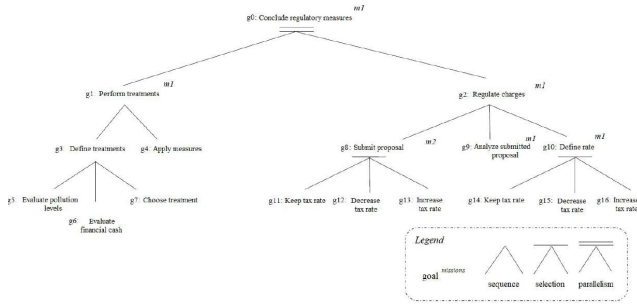 m1
g0: Conclude regulatory measures
m1
g1: Perform treatments
m1
g2: Regulate charges
g3: Define treatments
g4: Apply measures
m2
g8: Submit proposal
m1
g9: Analyze submitted
proposal
m1
g10: Define rate
g5: Evaluate pollution
levels
g6: Evaluate
financial cash
g7: Choose treatment
g11: Keep tax rate
g12: Decrease
tax rate
g13: Increase
tax rate
g14: Keep tax rate
g15: Decrease
tax rate
g16: Increase
tax rate
Legend
goal missions
sequence
selection
parallelism